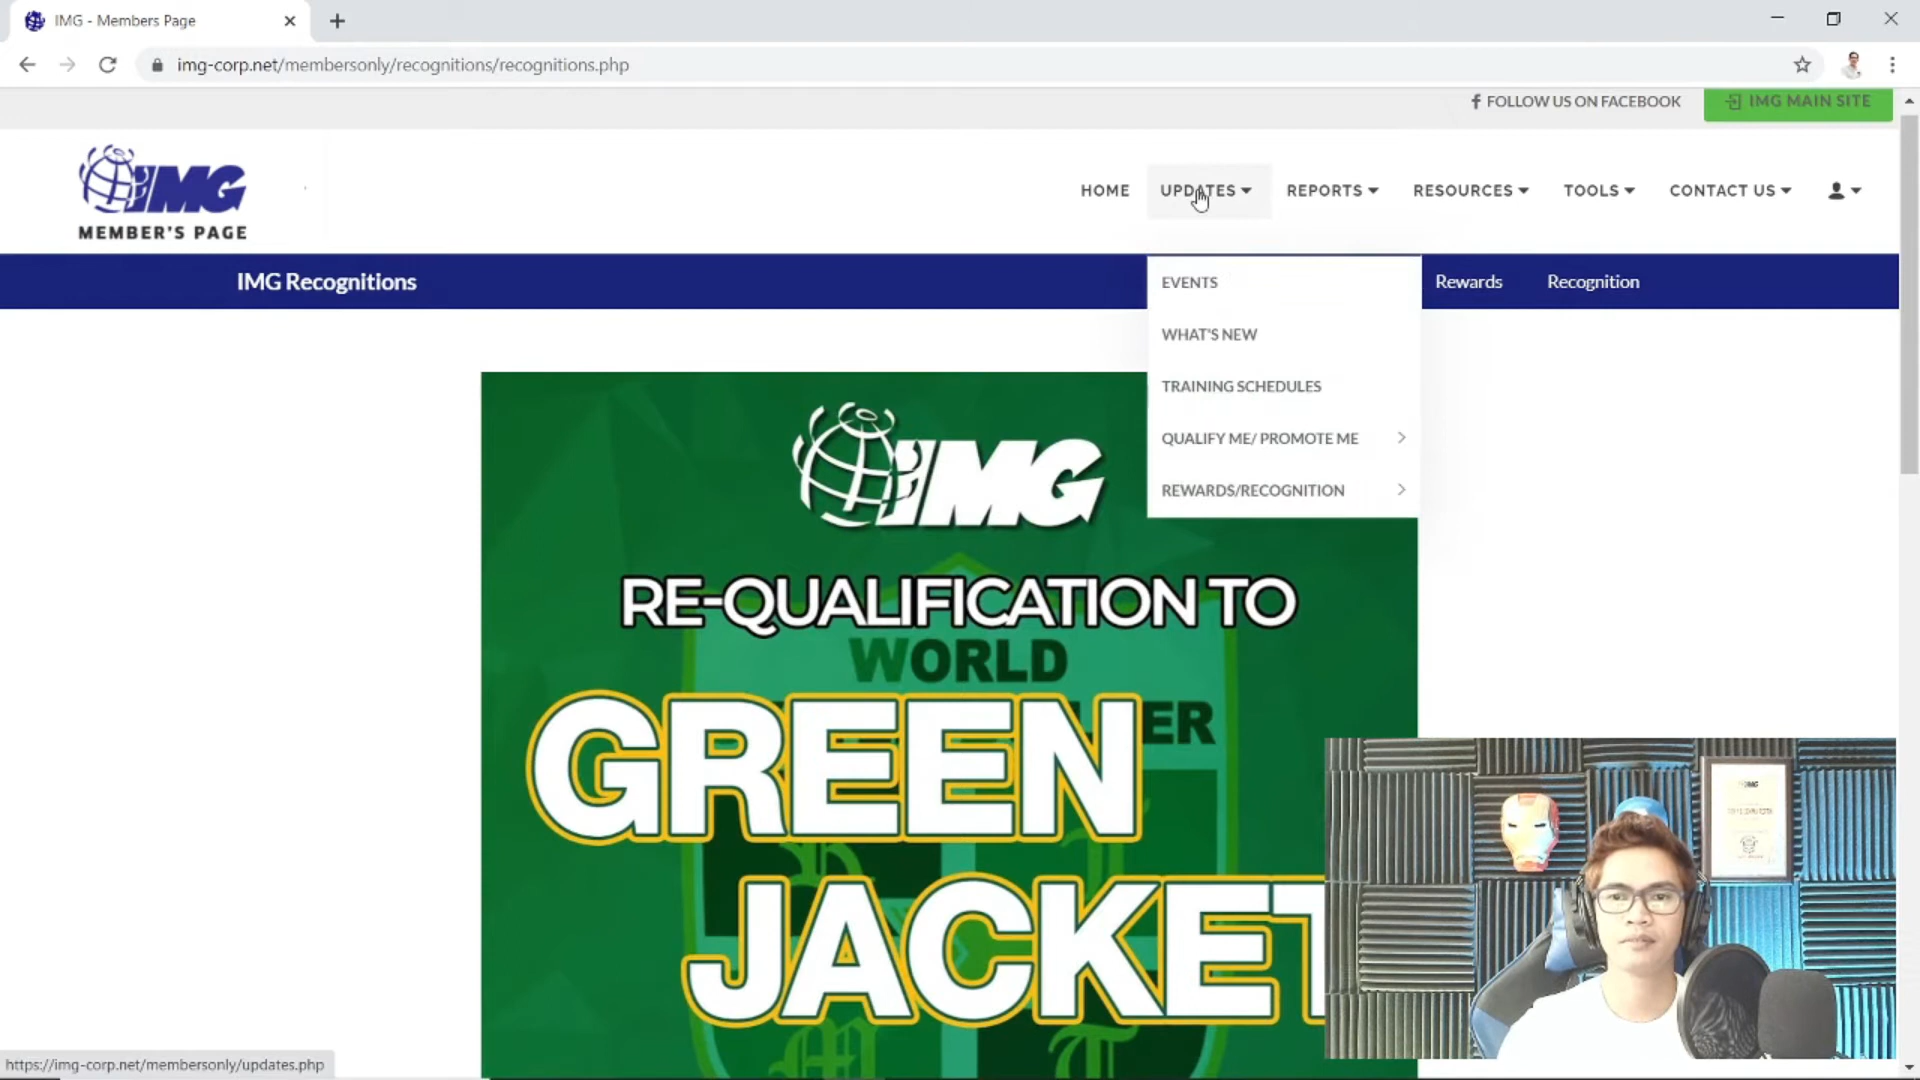 IMG - Members Page
img-corp.net/membersonly/recognitions/recognitions.php
FOLLOW US ON FACEBOOK
IMG MAIN SITE
IMG
MEMBER'S PAGE
HOME
UPDATES
REPORTS
RESOURCES
TOOLS
CONTACT US
IMG Recognitions
Rewards
Recognition
EVENTS
WHAT'S NEW
TRAINING SCHEDULES
QUALIFY ME/ PROMOTE ME
REWARDS/RECOGNITION
IMG
RE-QUALIFICATION TO
WORLD
GREEN
JACKET
https://img-corp.net/membersonly/updates.php